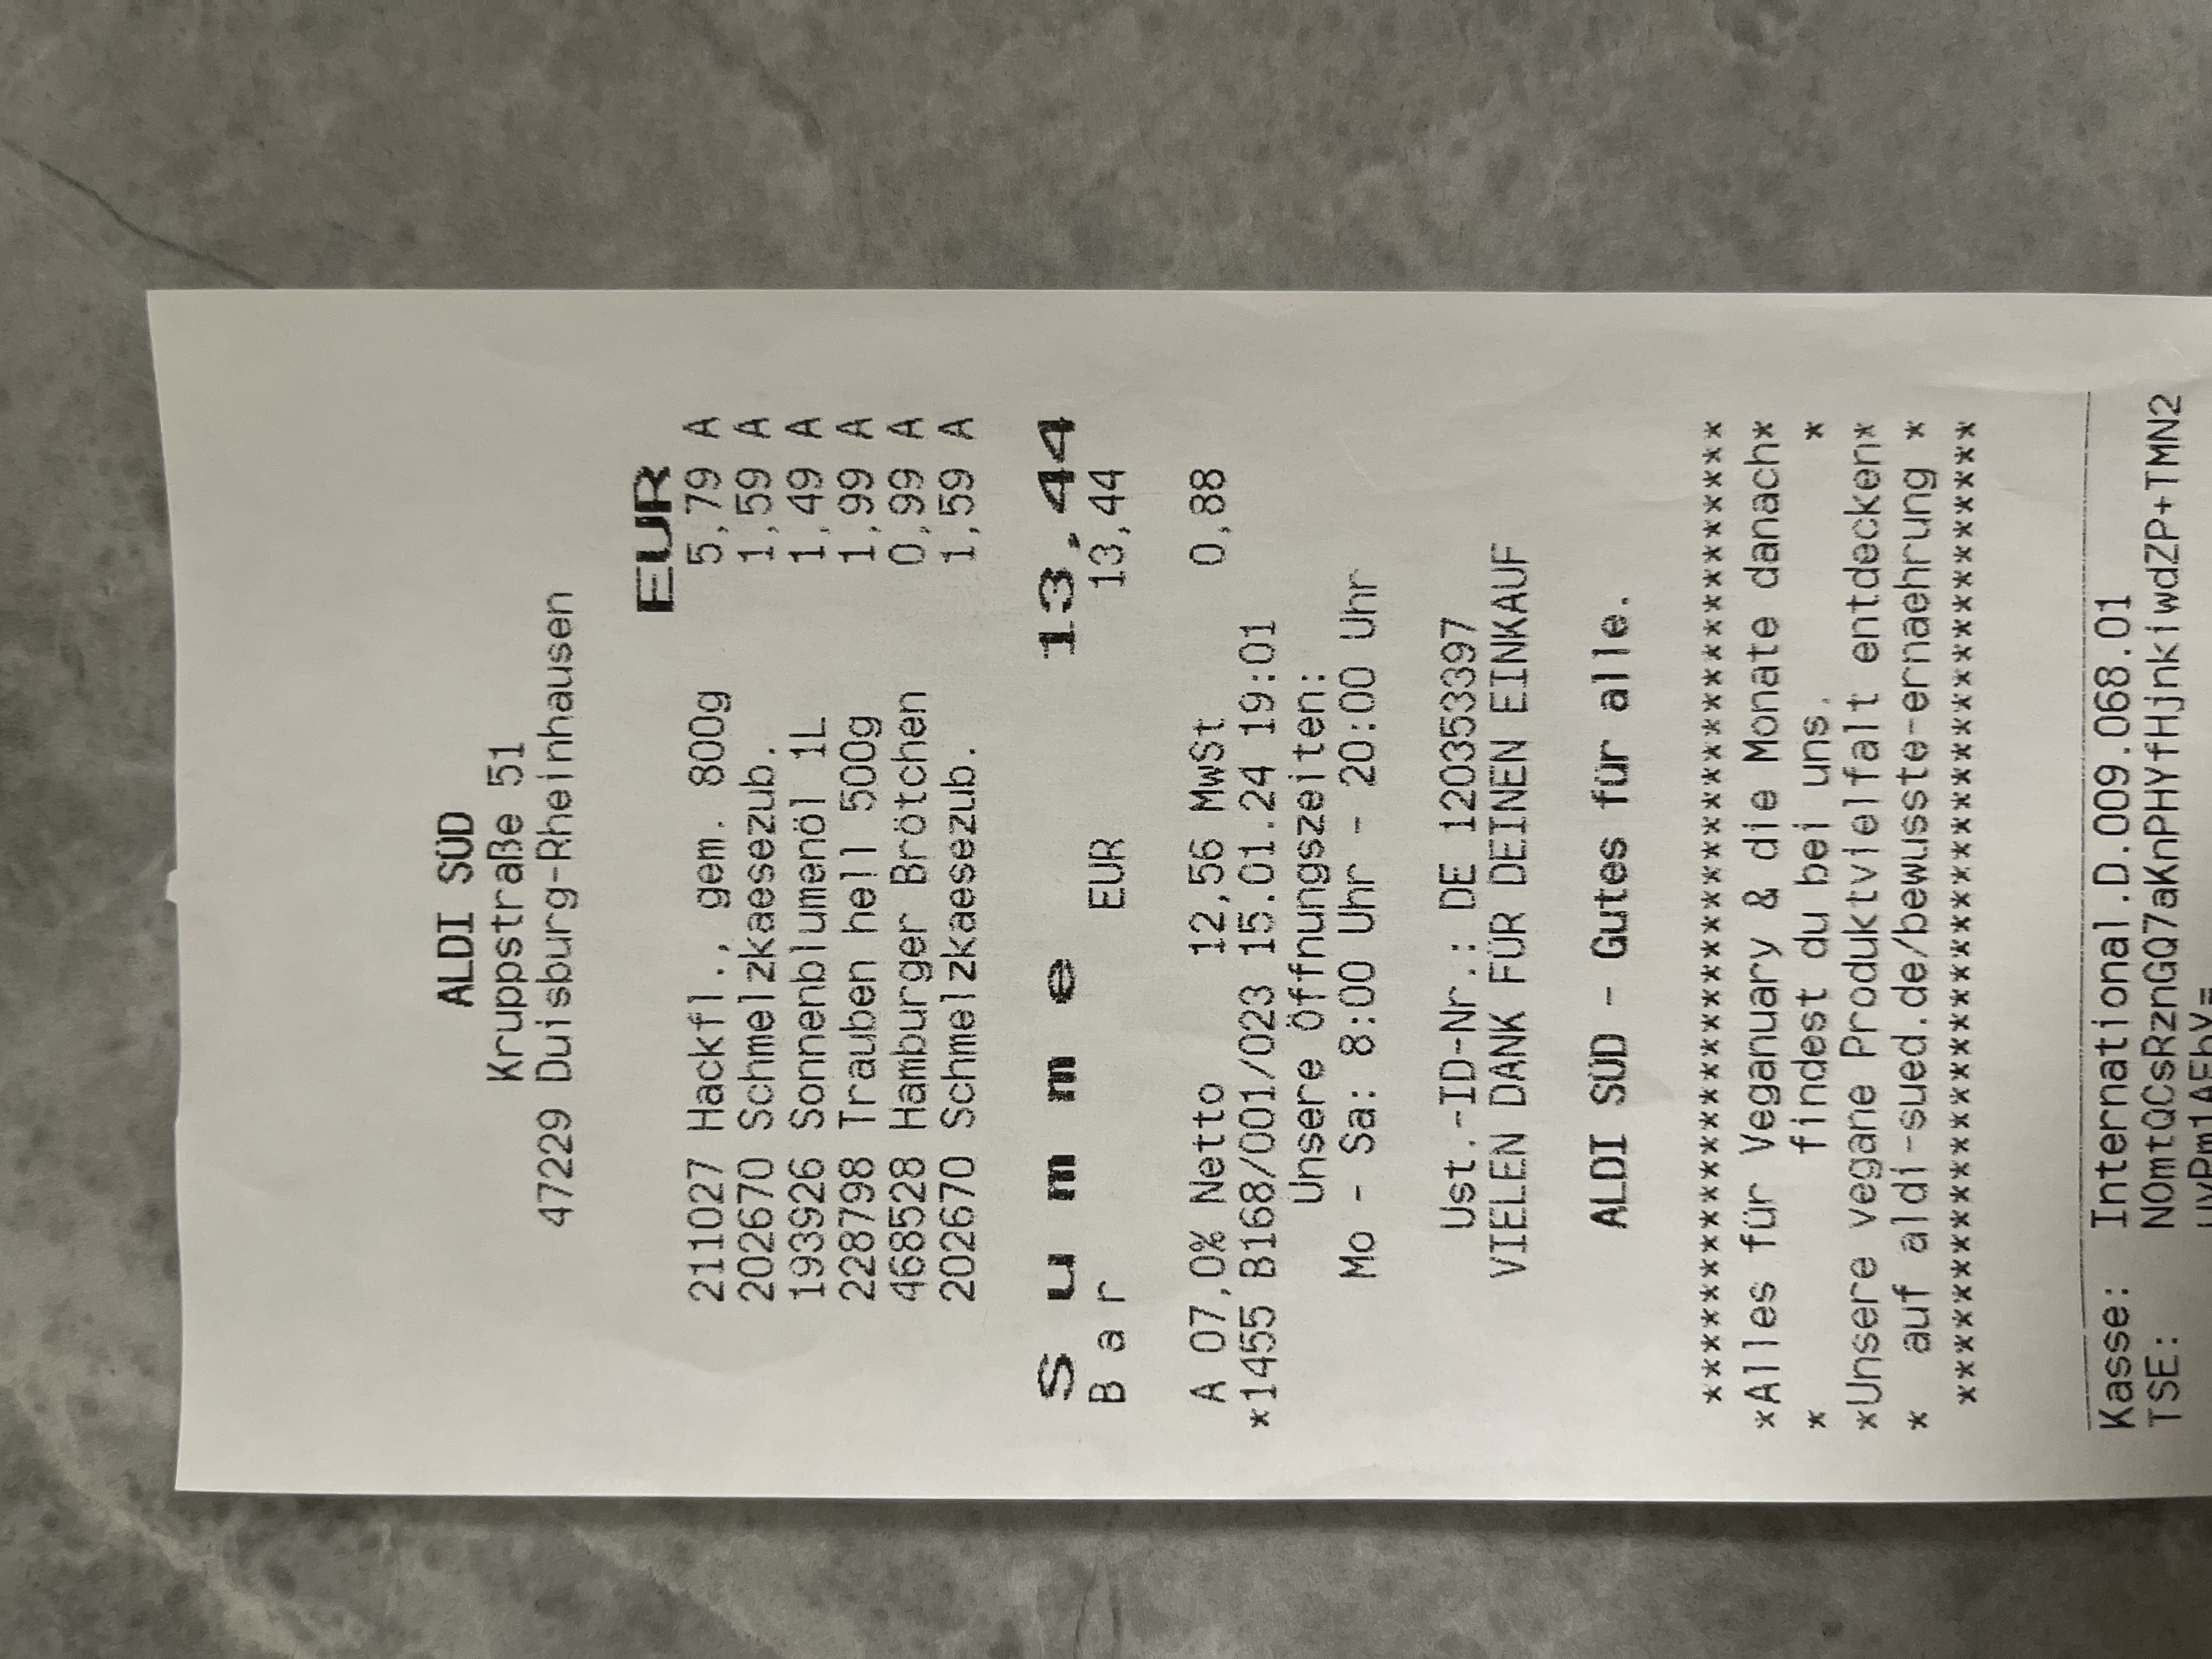 ALDI SÜD
Kruppstraße 51
47229 Duisburg-Rheinhausen
EUR
211027 Hackfl., gem. 800g 5,79 A
202670 Schmelzkaesezub. 1,59 A
193926 Sonnenblumenöl 1L 1,49 A
228798 Trauben hell 500g 1,99 A
468528 Hamburger Brötchen 0,99 A
202670 Schmelzkaesezub. 1,59 A
S u m m e 13,44
B a r EUR 13,44
A 07,0% Netto 12,56 MwSt 0,88
*1455 B168/001/023 15.01.24 19:01
Unsere Öffnungszeiten:
Mo - Sa: 8:00 Uhr - 20:00 Uhr
Ust.-ID-Nr.: DE 120353397
VIELEN DANK FÜR DEINEN EINKAUF
ALDI SÜD - Gutes für alle.
****************************************
*Alles für Veganuary & die Monate danach*
* findest du bei uns. *
*Unsere vegane Produktvielfalt entdecken*
* auf aldi-sued.de/bewusste-ernaehrung *
****************************************
Kasse: International.D.009.068.01
TSE: NOmtQCsRznGQ7aKnPHYfHjnkiwdZP+TMN2